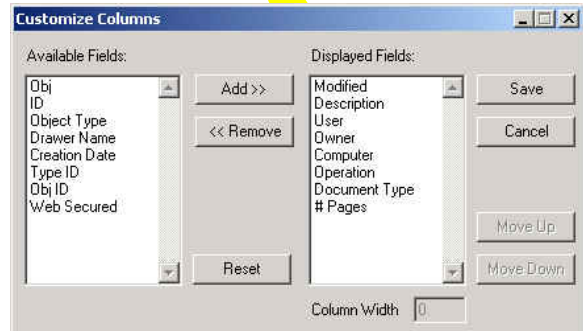 Customize Columns
Available Fields:
Obj
ID
Object Type
Drawer Name
Creation Date
Type ID
Obj ID
Web Secured
Add >>
<< Remove
Reset
Displayed Fields:
Modified
Description
User
Owner
Computer
Operation
Document Type
# Pages
Save
Cancel
Move Up
Move Down
Column Width 0